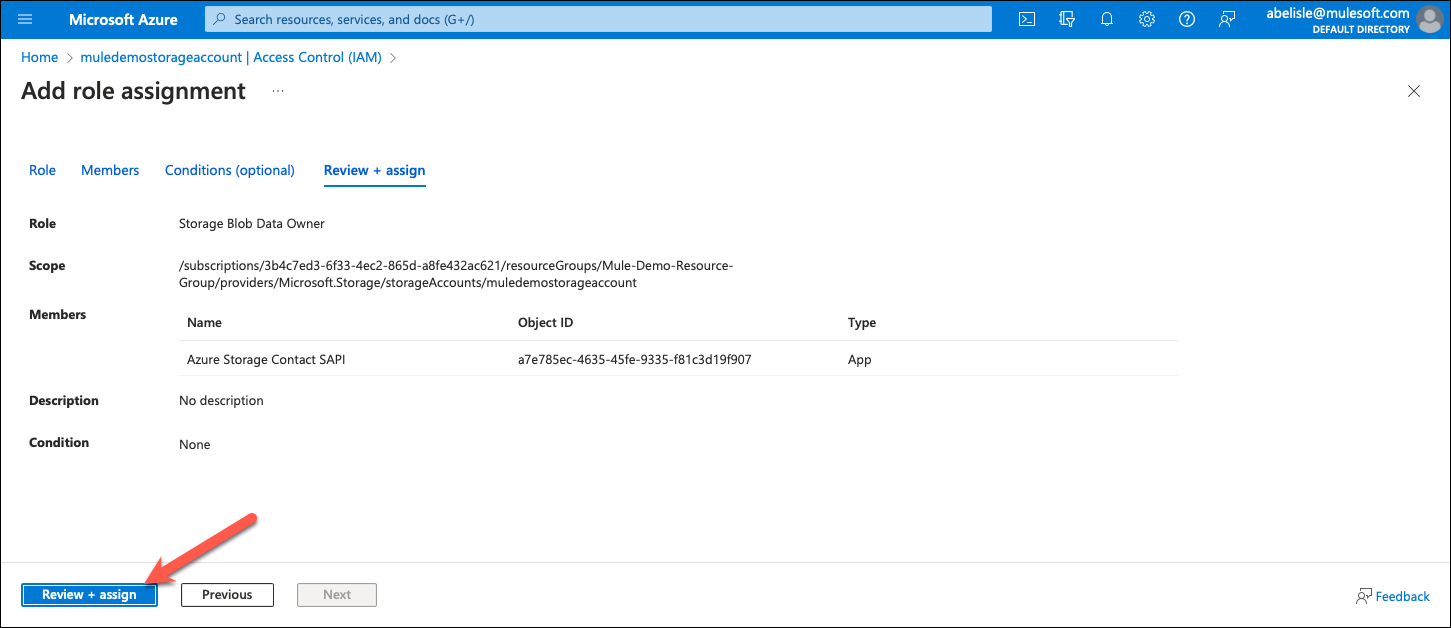 Microsoft Azure
Search resources, services, and docs (G+/)
abelisle@mulesoft.com
DEFAULT DIRECTORY
Home > muledemostorageaccount | Access Control (IAM) >
Add role assignment ...
Role Members Conditions (optional) Review + assign
Role Storage Blob Data Owner
Scope /subscriptions/3b4c7ed3-6f33-4ec2-865d-a8fe432ac621/resourceGroups/Mule-Demo-Resource-
Group/providers/Microsoft.Storage/storageAccounts/muledemostorageaccount
Members
Name Object ID Type
Azure Storage Contact SAPI a7e785ec-4635-45fe-9335-f81c3d19f907 App
Description No description
Condition None
Review + assign Previous Next Feedback